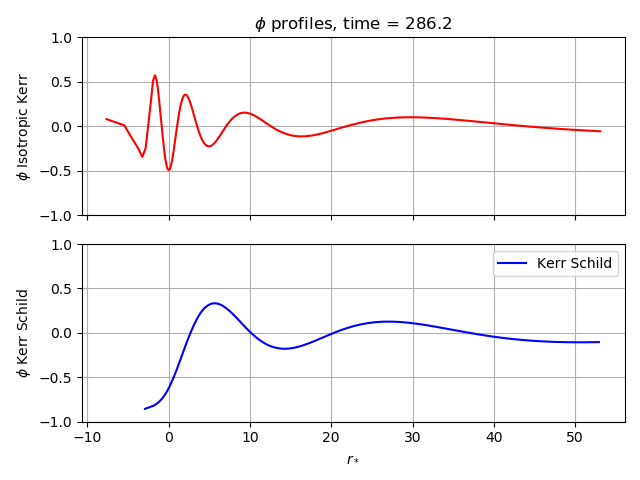 ϕ profiles, time = 286.2
1.0
0.5
0.0
−0.5
−1.0
ϕ Isotropic Kerr
1.0
0.5
0.0
−0.5
−1.0
ϕ Kerr Schild
Kerr Schild
−10 0 10 20 30 40 50
r*